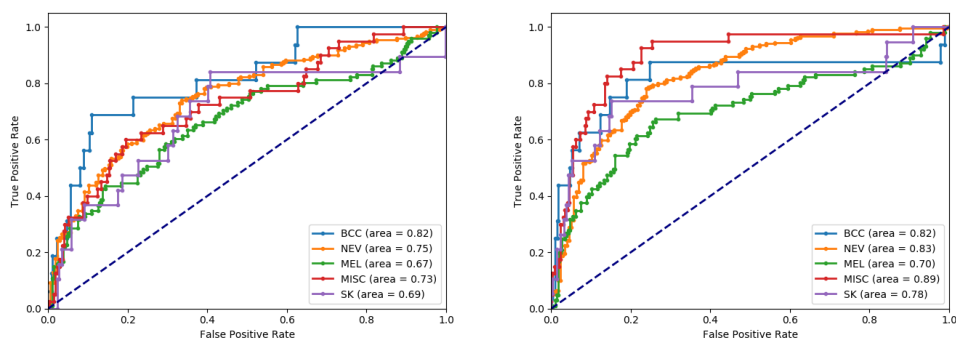 1.0
0.8
0.6
0.4
0.2
0.0
True Positive Rate
BCC (area = 0.82)
NEV (area = 0.75)
MEL (area = 0.67)
MISC (area = 0.73)
SK (area = 0.69)
0.0 0.2 0.4 0.6 0.8 1.0
False Positive Rate
1.0
0.8
0.6
0.4
0.2
0.0
True Positive Rate
BCC (area = 0.82)
NEV (area = 0.83)
MEL (area = 0.70)
MISC (area = 0.89)
SK (area = 0.78)
0.0 0.2 0.4 0.6 0.8 1.0
False Positive Rate